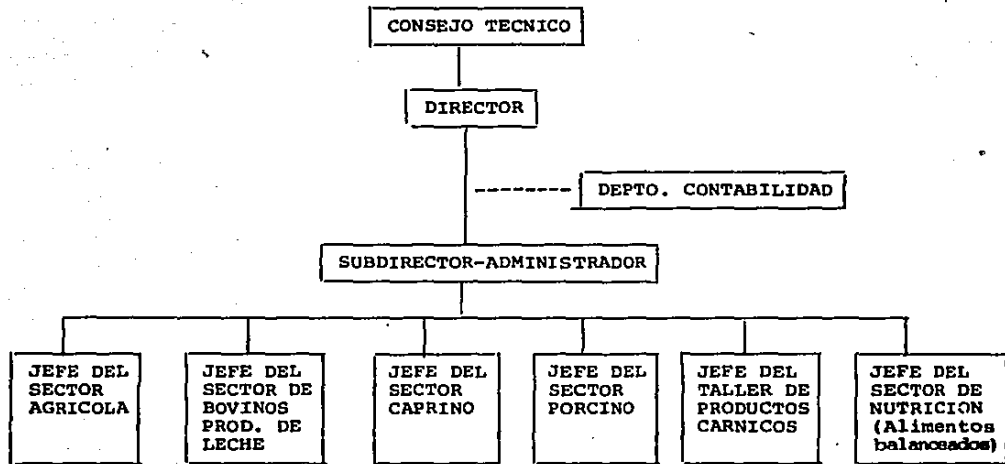 CONSEJO TECNICO
DIRECTOR
DEPTO. CONTABILIDAD
SUBDIRECTOR-ADMINISTRADOR
JEFE DEL
SECTOR
AGRICOLA
JEFE DEL
SECTOR DE
BOVINOS
PROD. DE
LECHE
JEFE DEL
SECTOR
CAPRINO
JEFE DEL
SECTOR
PORCINO
JEFE DEL
TALLER DE
PRODUCTOS
CARNICOS
JEFE DEL
SECTOR DE
NUTRICION
(Alimentos
balanceados)